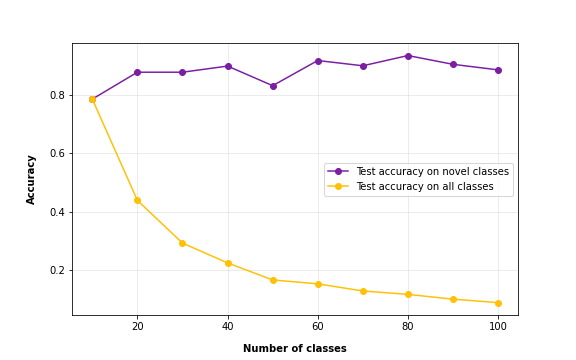 0.8
0.6
0.4
0.2
Accuracy
Test accuracy on novel classes
Test accuracy on all classes
20 40 60 80 100
Number of classes